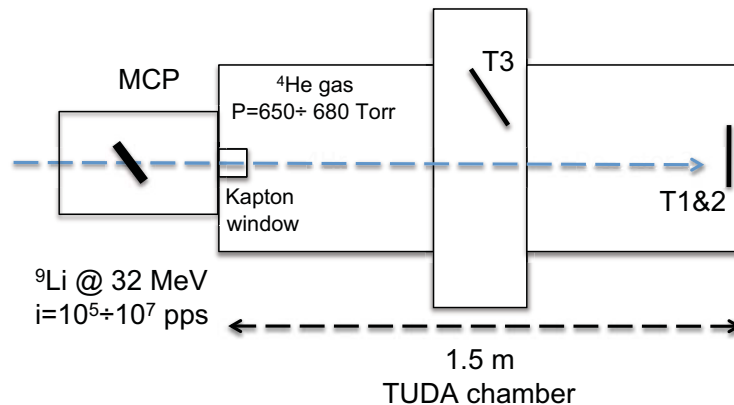 MCP
⁴He gas
P=650÷ 680 Torr
T3
Kapton
window
T1&2
⁹Li @ 32 MeV
i=10⁵÷10⁷ pps
1.5 m
TUDA chamber